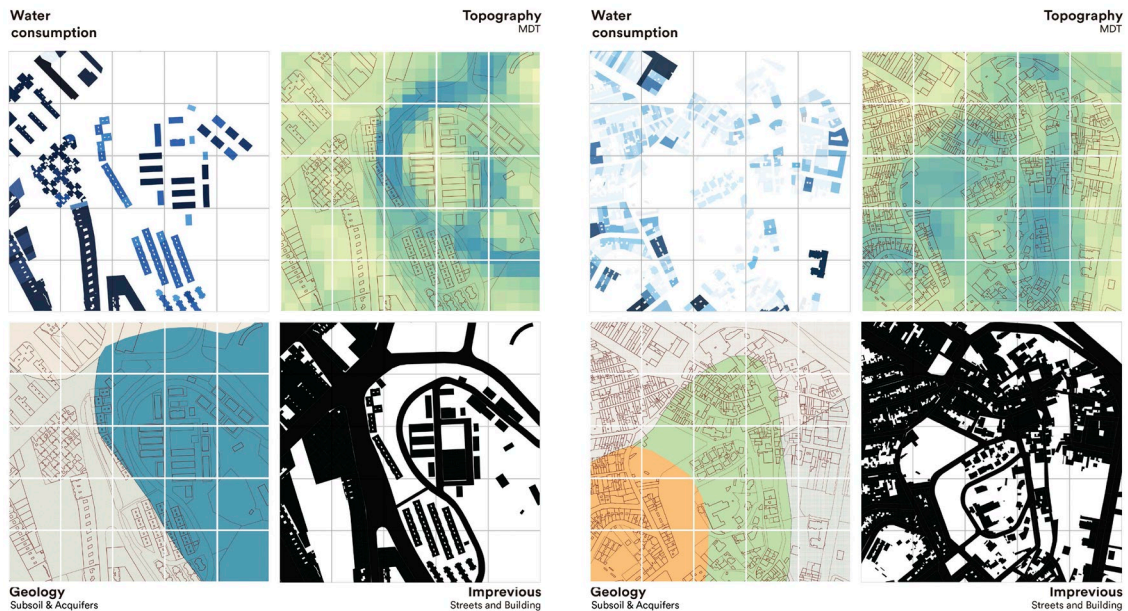 Water
consumption
Topography
MDT
Water
consumption
Topography
MDT
Geology
Subsoil & Acquifers
Imprevious
Streets and Building
Geology
Subsoil & Acquifers
Imprevious
Streets and Building